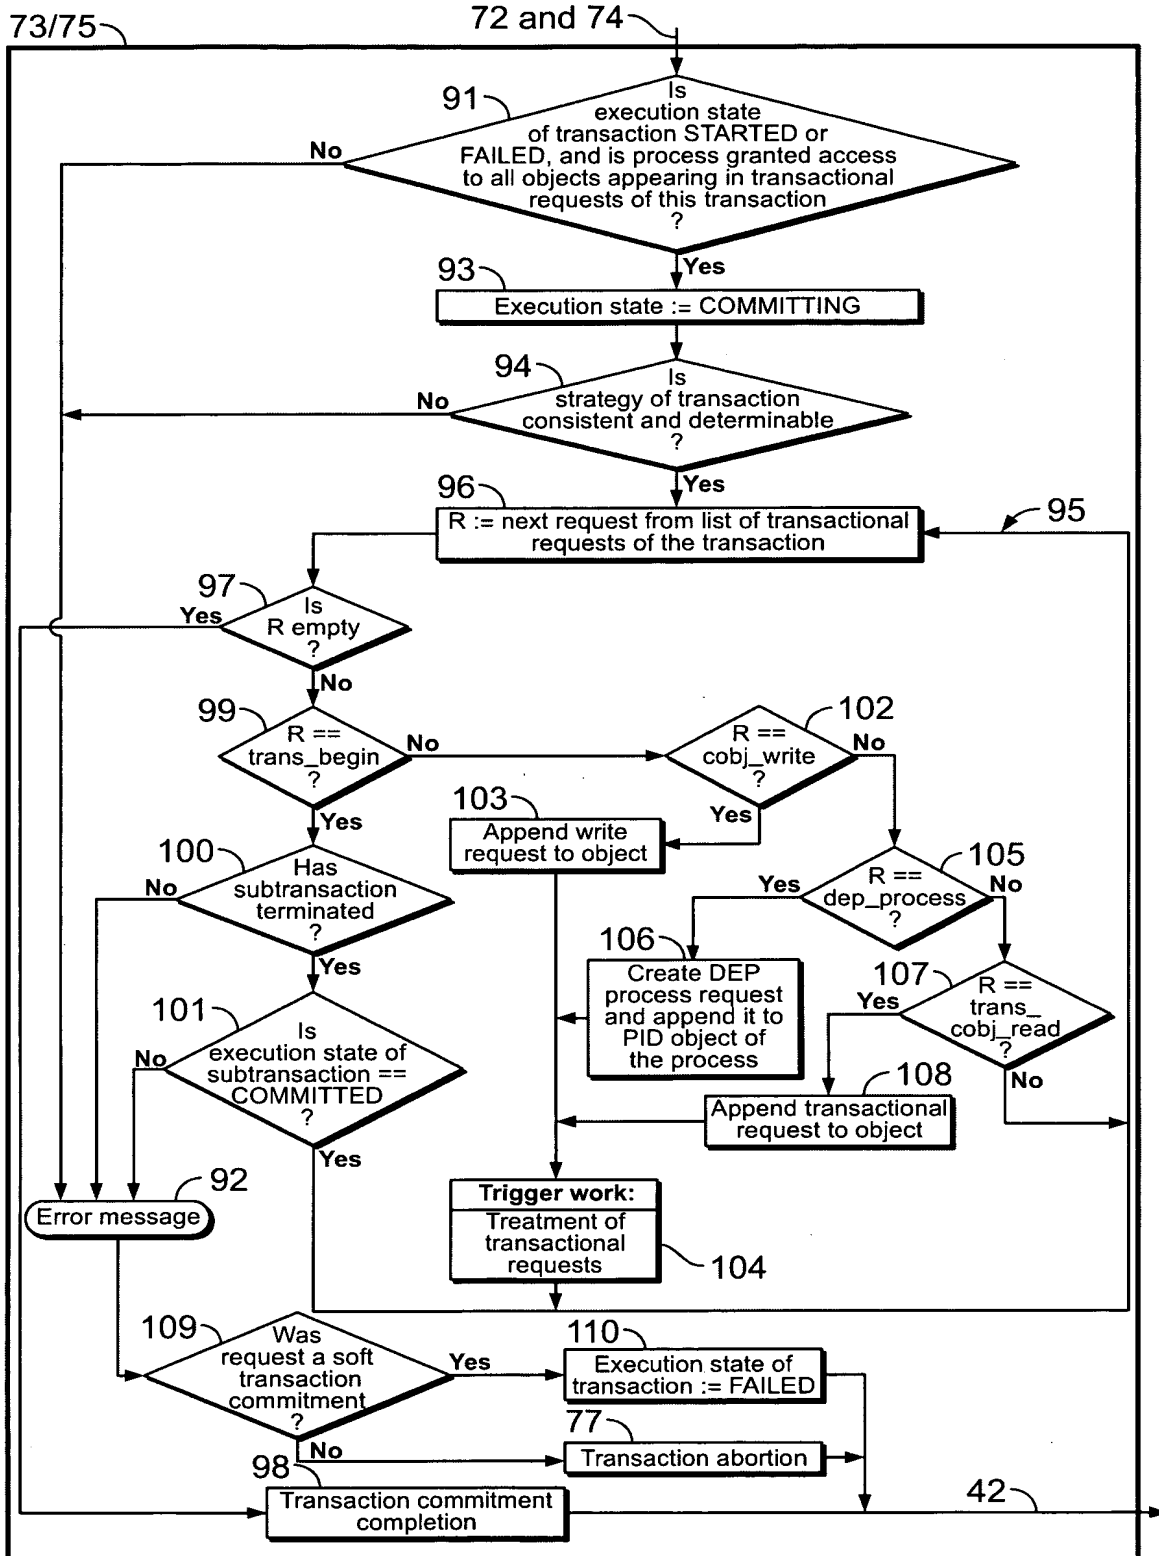 73/75
72 and 74
91
Is
execution state
of transaction STARTED or
FAILED, and is process granted access
to all objects appearing in transactional
requests of this transaction
?
No
Yes
93
Execution state := COMMITTING
94
Is
strategy of transaction
consistent and determinable
?
No
Yes
96
R := next request from list of transactional
requests of the transaction
95
97
Is
R empty
?
Yes
No
99
R ==
trans_begin
?
No
Yes
102
R ==
cobj_write
?
No
Yes
103
Append write
request to object
100
Has
subtransaction
terminated
?
No
Yes
105
R ==
dep_process
?
Yes
No
106
Create DEP
process request
and append it to
PID object of
the process
107
R ==
trans_
cobj_read
?
Yes
No
101
Is
execution state of
subtransaction ==
COMMITTED
?
No
Yes
108
Append transactional
request to object
92
Error message
Trigger work:
Treatment of
transactional
requests
104
109
Was
request a soft
transaction
commitment
?
Yes
No
110
Execution state of
transaction := FAILED
77
Transaction abortion
98
Transaction commitment
completion
42